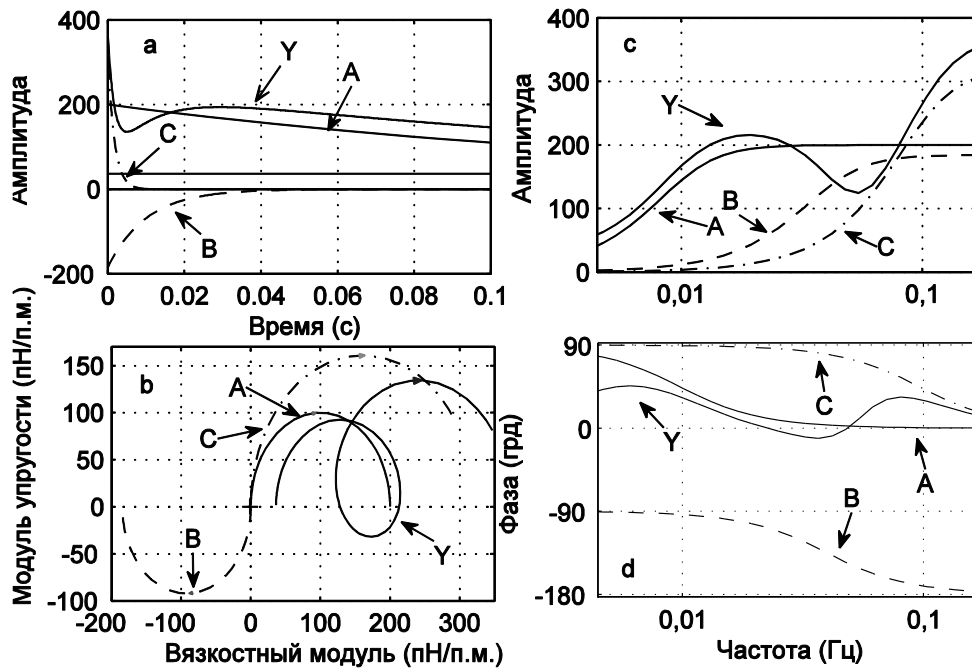 400
200
0
-200
Амплитуда
a
Y
A
C
B
0
0.02
0.04
0.06
0.08
0.1
Время (с)
400
300
200
100
0
Амплитуда
c
Y
B
A
C
0,01
0,1
Модуль упругости (пН/п.м.)
150
100
50
0
-50
-100
b
A
C
B
Y
-200
-100
0
100
200
300
Вязкостный модуль (пН/п.м.)
Фаза (грд)
90
0
-90
-180
C
Y
A
B
d
0,01
0,1
Частота (Гц)